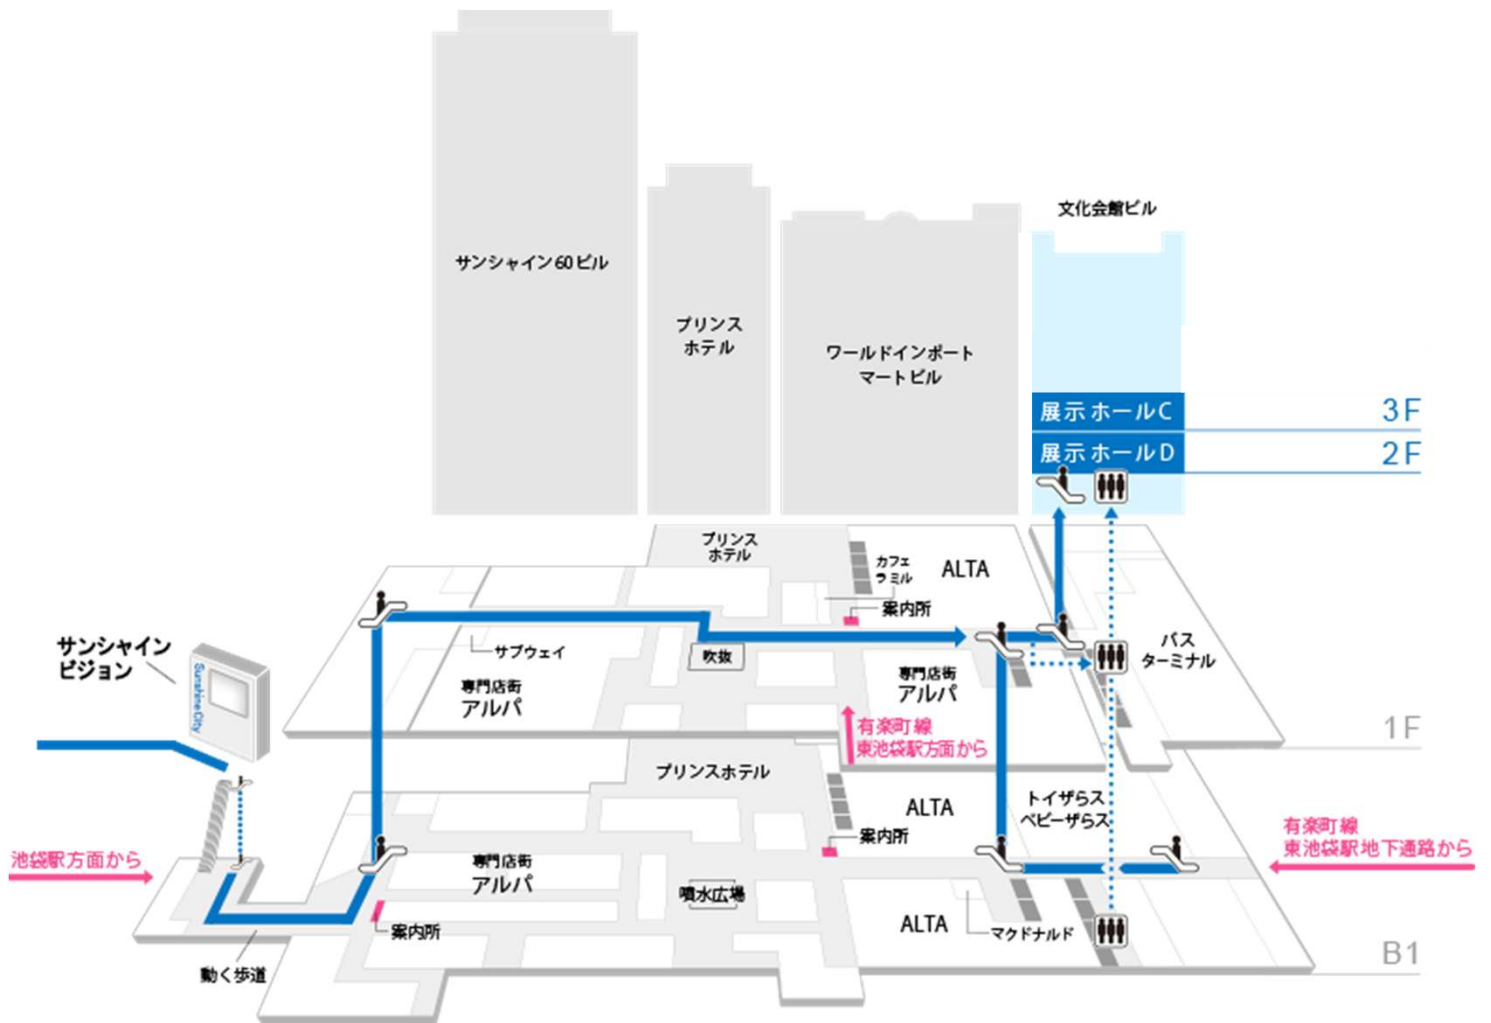 文化会館ビル
サンシャイン60ビル
プリンス
ホテル
ワールドインポート
マートビル
展示ホールC
3F
展示ホールD
2F
プリンス
ホテル
カフェ
ラミル
ALTA
案内所
サンシャイン
ビジョン
SunshineCity
サブウェイ
吹抜
バス
ターミナル
専門店街
アルパ
専門店街
アルパ
有楽町線
東池袋駅方面から
1F
プリンスホテル
ALTA
トイザらス
ベビーザらス
案内所
有楽町線
東池袋駅地下通路から
池袋駅方面から
専門店街
アルパ
噴水広場
案内所
ALTA
マクドナルド
B1
動く歩道